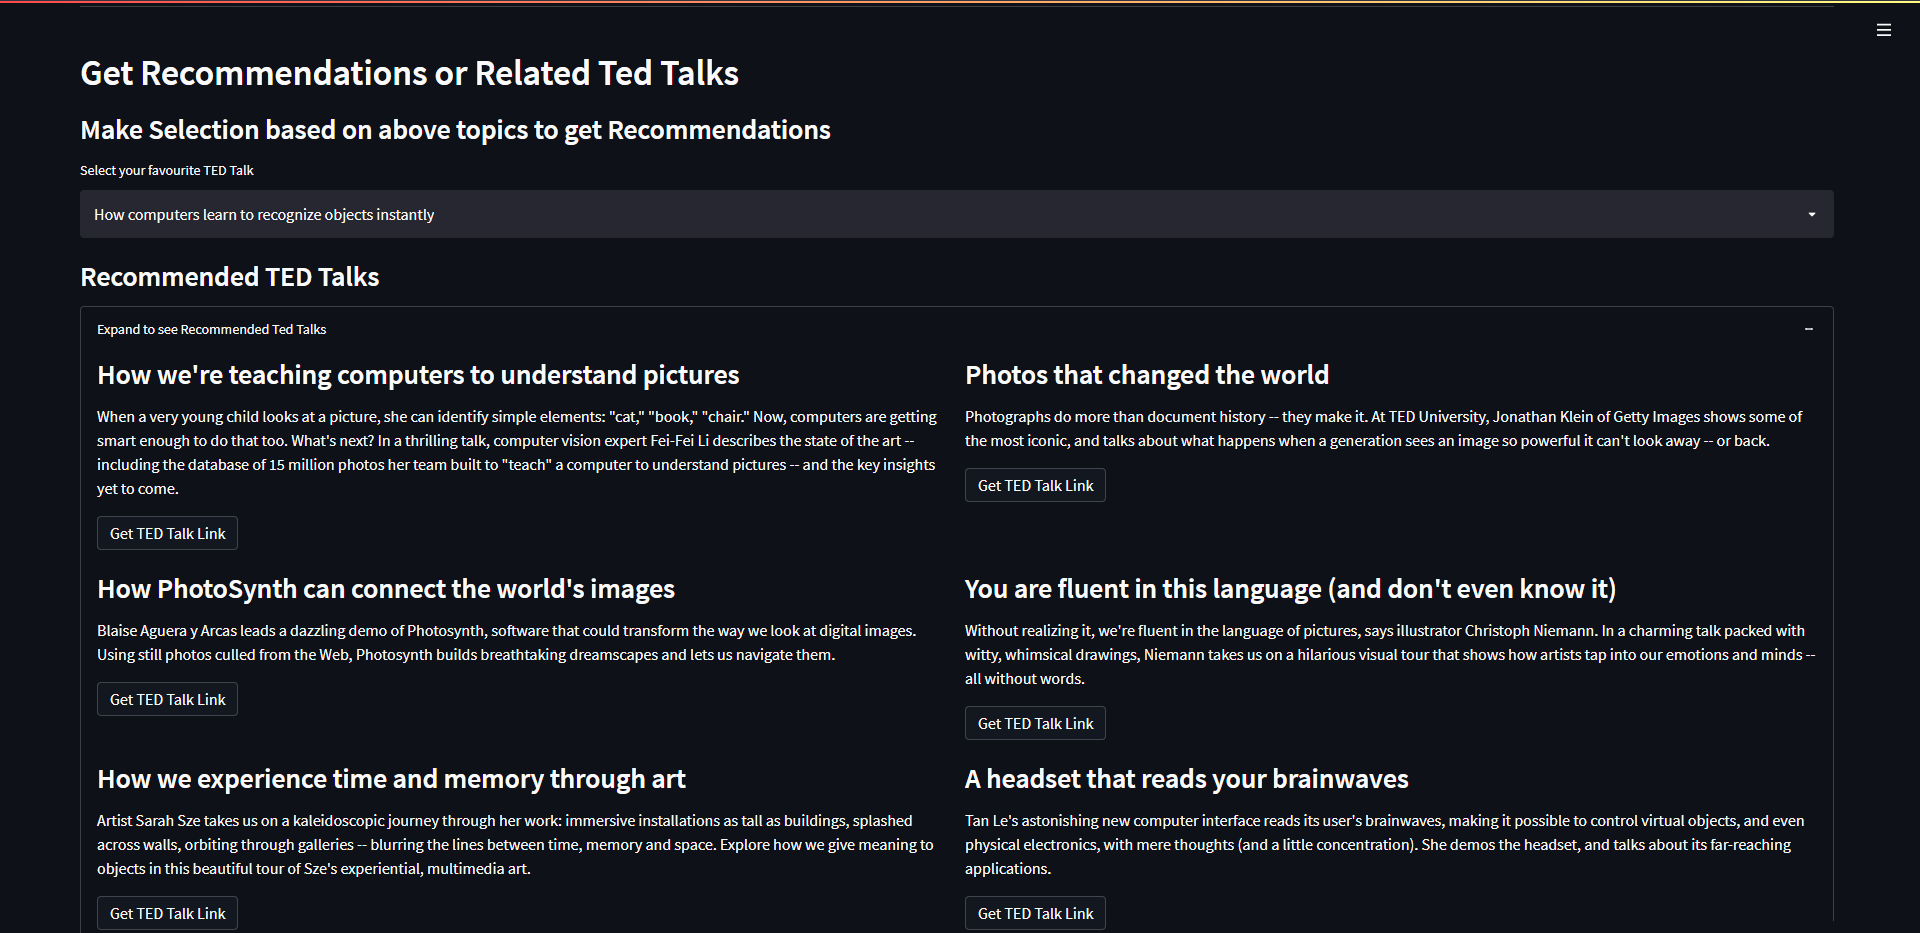 Get Recommendations or Related Ted Talks
Make Selection based on above topics to get Recommendations
Select your favourite TED Talk
How computers learn to recognize objects instantly
Recommended TED Talks
Expand to see Recommended Ted Talks
How we're teaching computers to understand pictures
When a very young child looks at a picture, she can identify simple elements: "cat," "book," "chair." Now, computers are getting
smart enough to do that too. What's next? In a thrilling talk, computer vision expert Fei-Fei Li describes the state of the art --
including the database of 15 million photos her team built to "teach" a computer to understand pictures -- and the key insights
yet to come.
Get TED Talk Link
Photos that changed the world
Photographs do more than document history -- they make it. At TED University, Jonathan Klein of Getty Images shows some of
the most iconic, and talks about what happens when a generation sees an image so powerful it can't look away -- or back.
Get TED Talk Link
How PhotoSynth can connect the world's images
Blaise Aguera y Arcas leads a dazzling demo of Photosynth, software that could transform the way we look at digital images.
Using still photos culled from the Web, Photosynth builds breathtaking dreamscapes and lets us navigate them.
Get TED Talk Link
You are fluent in this language (and don't even know it)
Without realizing it, we're fluent in the language of pictures, says illustrator Christoph Niemann. In a charming talk packed with
witty, whimsical drawings, Niemann takes us on a hilarious visual tour that shows how artists tap into our emotions and minds --
all without words.
Get TED Talk Link
How we experience time and memory through art
Artist Sarah Sze takes us on a kaleidoscopic journey through her work: immersive installations as tall as buildings, splashed
across walls, orbiting through galleries -- blurring the lines between time, memory and space. Explore how we give meaning to
objects in this beautiful tour of Sze's experiential, multimedia art.
Get TED Talk Link
A headset that reads your brainwaves
Tan Le's astonishing new computer interface reads its user's brainwaves, making it possible to control virtual objects, and even
physical electronics, with mere thoughts (and a little concentration). She demos the headset, and talks about its far-reaching
applications.
Get TED Talk Link